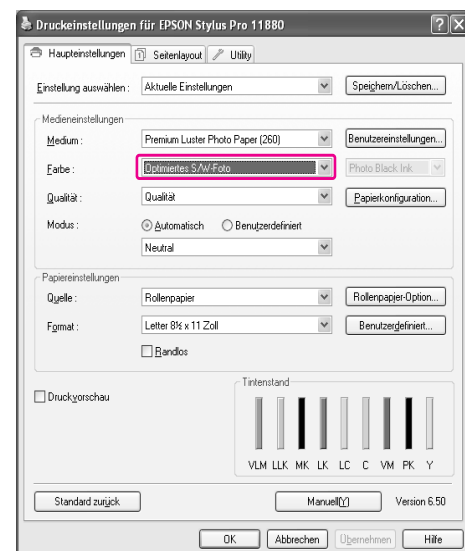 Druckeinstellungen für EPSON Stylus Pro 11880
Haupteinstellungen Seitenlayout Utility
Einstellung auswählen : Aktuelle Einstellungen Speichern/Löschen...
Medieneinstellungen
Medium : Premium Luster Photo Paper (260) Benutzereinstellungen...
Farbe : Optimiertes S/W-Foto Photo Black Ink
Qualität : Qualität Papierkonfiguration...
Modus : Automatisch Benutzerdefiniert
Neutral
Papiereinstellungen
Quelle : Rollenpapier Rollenpapier-Option...
Format : Letter 8½ x 11 Zoll Benutzerdefiniert...
Randlos
Druckvorschau
Tintenstand
VLM LLK MK LK LC C VM PK Y
Standard zurück Manuell(Y) Version 6.50
OK Abbrechen Übernehmen Hilfe